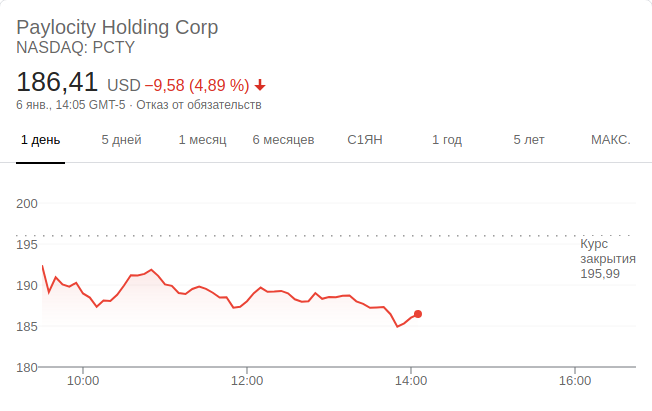 Paylocity Holding Corp
NASDAQ: PCTY
186,41 USD −9,58 (4,89 %)
6 янв., 14:05 GMT-5 · Отказ от обязательств
1 день 5 дней 1 месяц 6 месяцев С1ЯН 1 год 5 лет МАКС.
200
195
190
185
180
Курс
закрытия
195,99
10:00 12:00 14:00 16:00